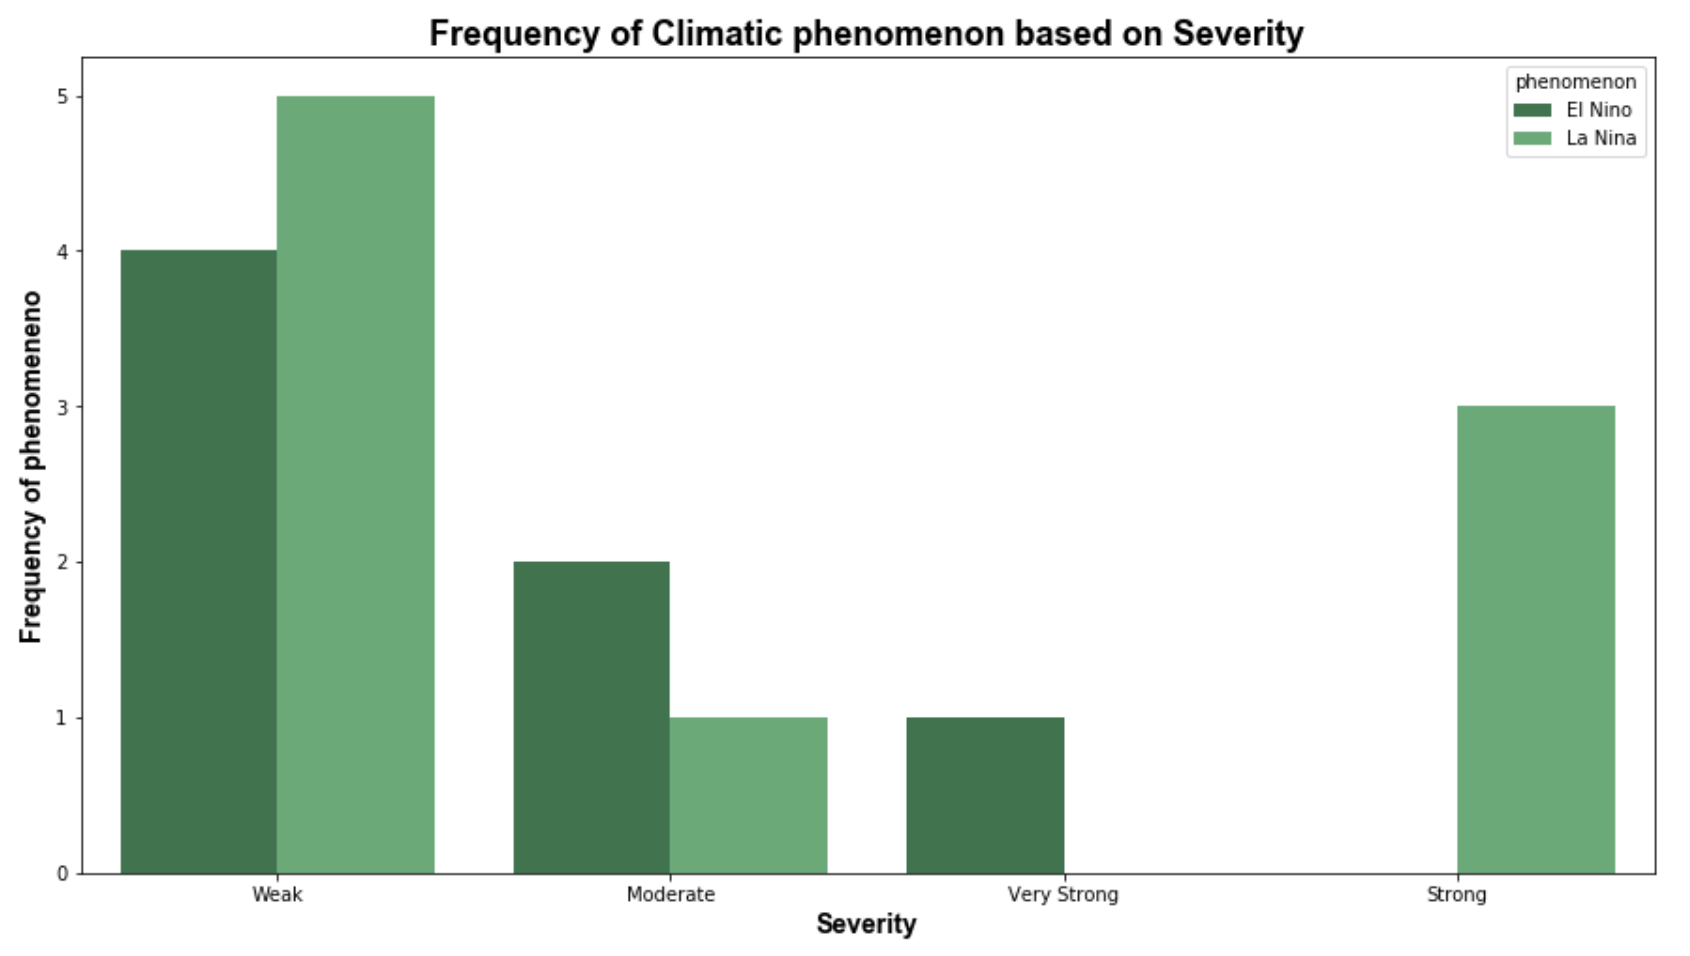 Frequency of Climatic phenomenon based on Severity
phenomenon
El Nino
La Nina
Frequency of phenomeneno
5
4
3
2
1
0
Weak Moderate Very Strong Strong
Severity